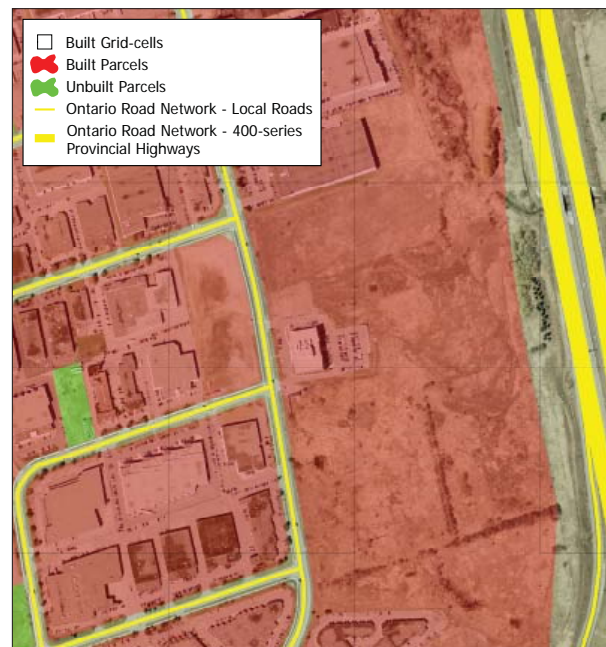 Built Grid-cells
Built Parcels
Unbuilt Parcels
Ontario Road Network - Local Roads
Ontario Road Network - 400-series
Provincial Highways